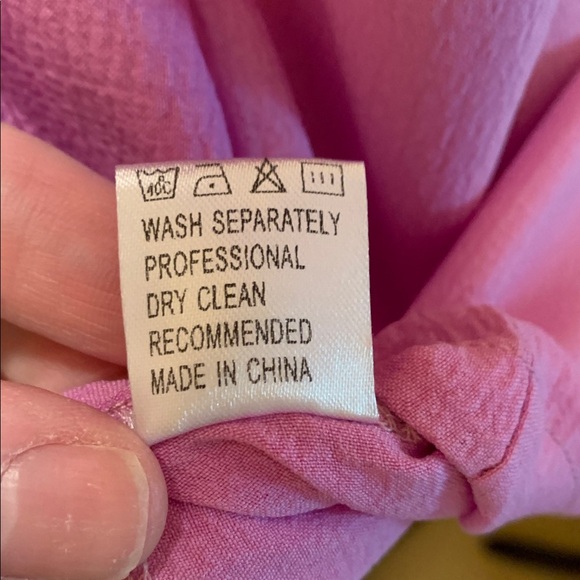 WASH SEPARATELY
PROFESSIONAL
DRY CLEAN
RECOMMENDED
MADE IN CHINA